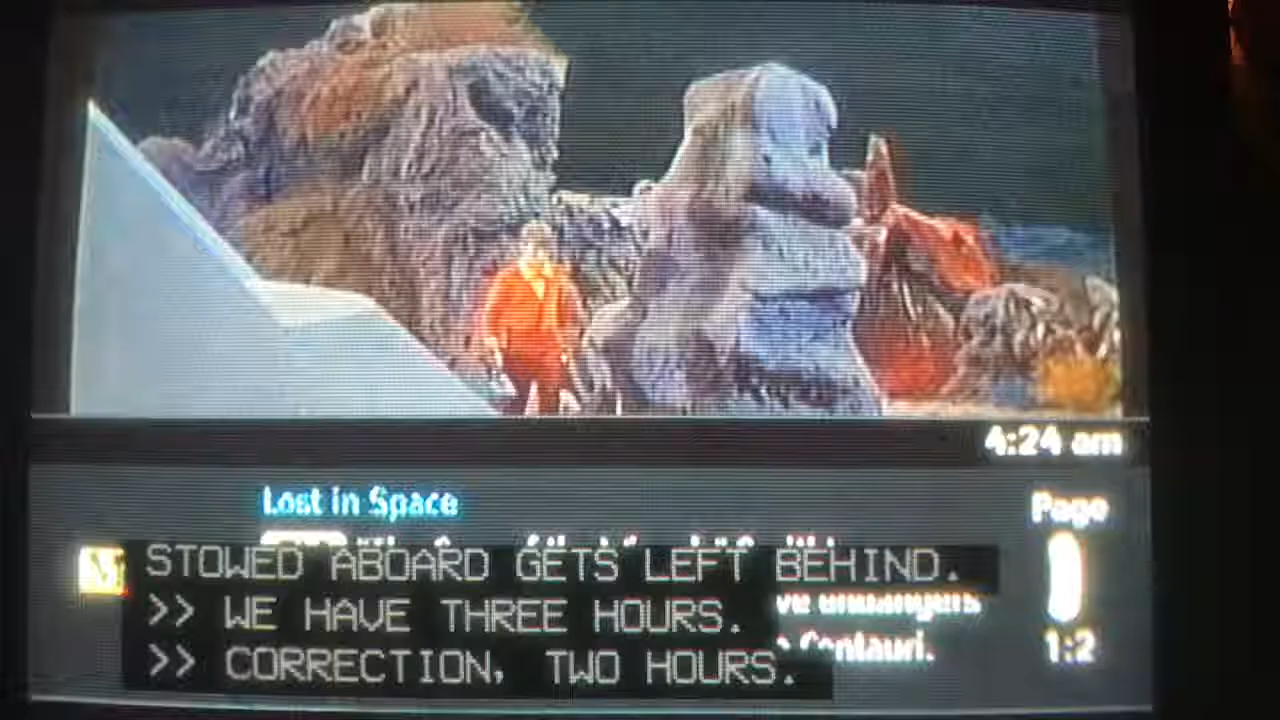 4:24 am
Lost in Space
Page
STOWED ABOARD GETS LEFT BEHIND.
>> WE HAVE THREE HOURS.
Centauri.
1:2
>> CORRECTION, TWO HOURS.